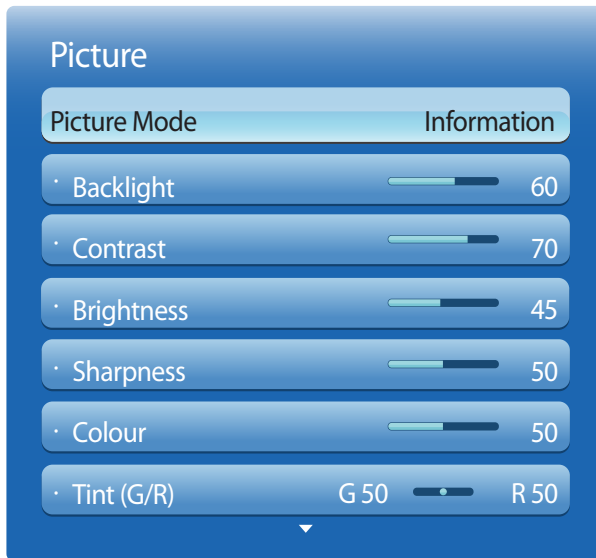 Picture
Picture Mode Information
· Backlight 60
· Contrast 70
· Brightness 45
· Sharpness 50
· Colour 50
· Tint (G/R) G 50 R 50